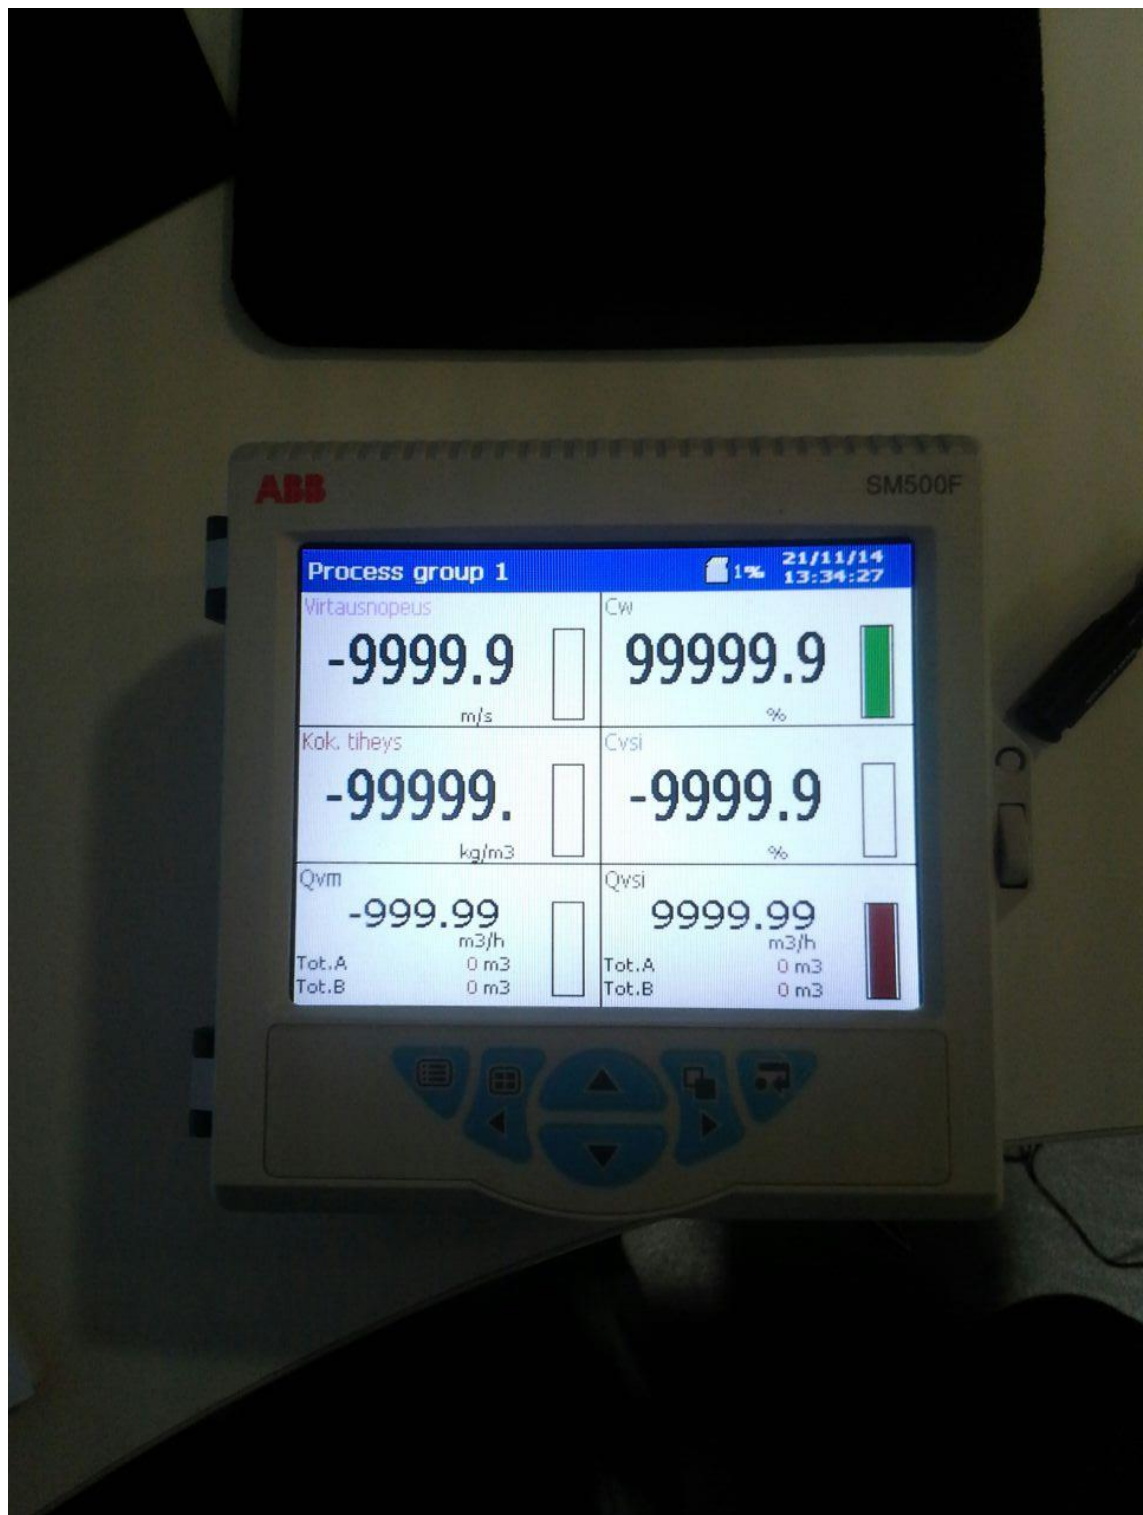 ABB
SM500F
Process group 1
1%
21/11/14
13:34:27
Virtausnopeus
-9999.9
m/s
Cw
99999.9
%
Kok. tiheys
-99999.
kg/m3
Cvsi
-9999.9
%
Qvm
-999.99
m3/h
Tot.A 0 m3
Tot.B 0 m3
Qvsi
9999.99
m3/h
Tot.A 0 m3
Tot.B 0 m3